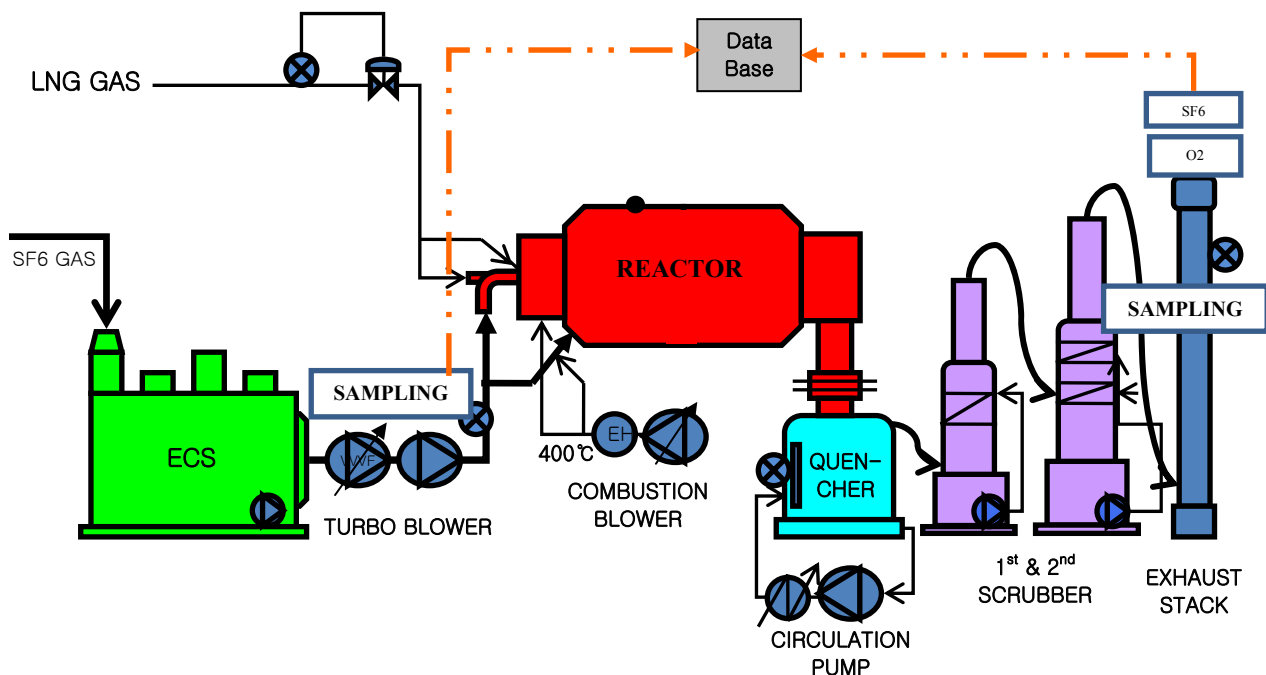 Data
Base
LNG GAS
SF6
O2
SF6 GAS
REACTOR
SAMPLING
SAMPLING
ECS
VVVF
EH
400℃
QUEN-
CHER
COMBUSTION
BLOWER
TURBO BLOWER
1st & 2nd
SCRUBBER
EXHAUST
STACK
CIRCULATION
PUMP